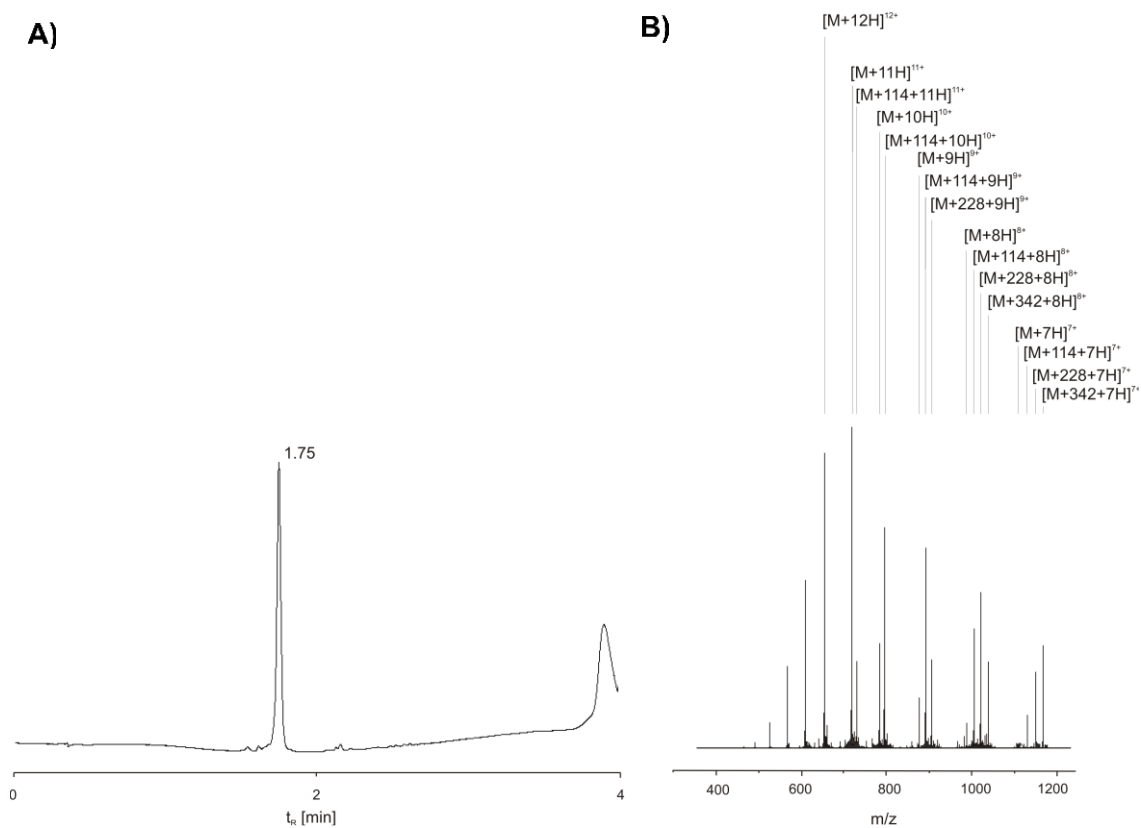 A)
1.75
0
2
4
tR [min]
B)
[M+12H]12+
[M+11H]11+
[M+114+11H]11+
[M+10H]10+
[M+114+10H]10+
[M+9H]9+
[M+114+9H]9+
[M+228+9H]9+
[M+8H]8+
[M+114+8H]8+
[M+228+8H]8+
[M+342+8H]8+
[M+7H]7+
[M+114+7H]7+
[M+228+7H]7+
[M+342+7H]7+
400
600
800
1000
1200
m/z